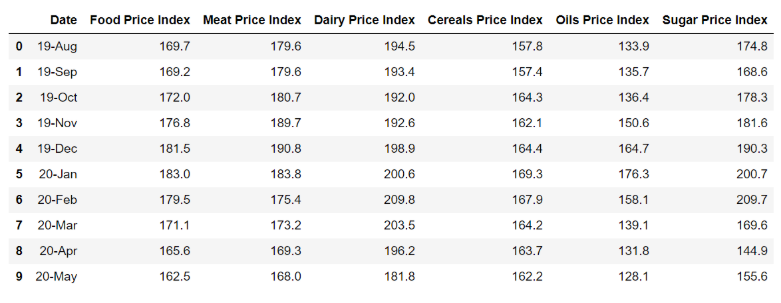 Date Food Price Index Meat Price Index Dairy Price Index Cereals Price Index Oils Price Index Sugar Price Index
0 19-Aug 169.7 179.6 194.5 157.8 133.9 174.8
1 19-Sep 169.2 179.6 193.4 157.4 135.7 168.6
2 19-Oct 172.0 180.7 192.0 164.3 136.4 178.3
3 19-Nov 176.8 189.7 192.6 162.1 150.6 181.6
4 19-Dec 181.5 190.8 198.9 164.4 164.7 190.3
5 20-Jan 183.0 183.8 200.6 169.3 176.3 200.7
6 20-Feb 179.5 175.4 209.8 167.9 158.1 209.7
7 20-Mar 171.1 173.2 203.5 164.2 139.1 169.6
8 20-Apr 165.6 169.3 196.2 163.7 131.8 144.9
9 20-May 162.5 168.0 181.8 162.2 128.1 155.6